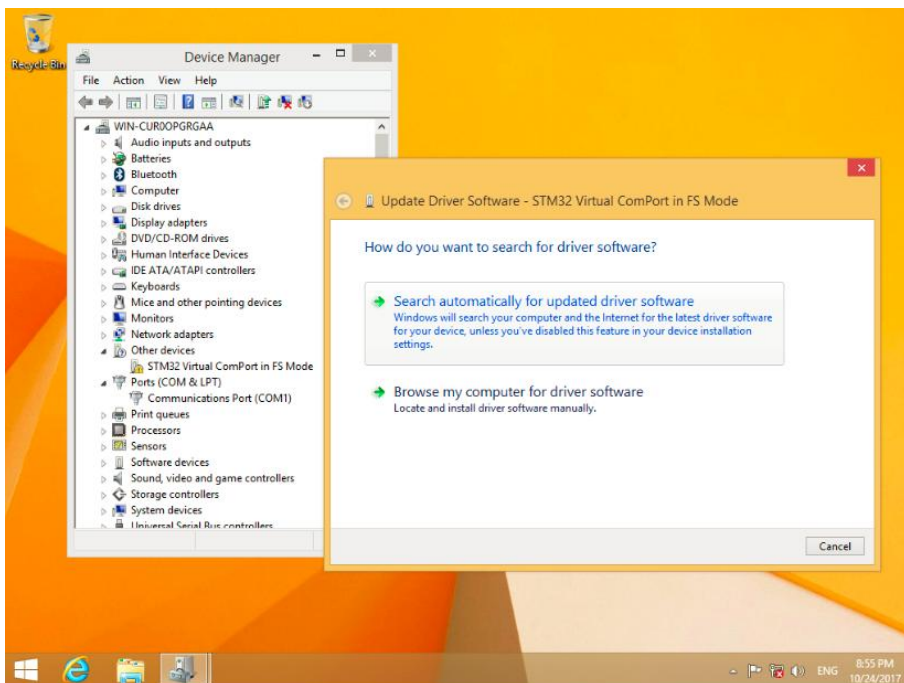 Recycle Bin
Device Manager
File Action View Help
WIN-CUR0OPGRGAA
Audio inputs and outputs
Batteries
Bluetooth
Computer
Disk drives
Display adapters
DVD/CD-ROM drives
Human Interface Devices
IDE ATA/ATAPI controllers
Keyboards
Mice and other pointing devices
Monitors
Network adapters
Other devices
STM32 Virtual ComPort in FS Mode
Ports (COM & LPT)
Communications Port (COM1)
Print queues
Processors
Sensors
Software devices
Sound, video and game controllers
Storage controllers
System devices
Universal Serial Bus controllers
Update Driver Software - STM32 Virtual ComPort in FS Mode
How do you want to search for driver software?
Search automatically for updated driver software
Windows will search your computer and the Internet for the latest driver software
for your device, unless you've disabled this feature in your device installation
settings.
Browse my computer for driver software
Locate and install driver software manually.
Cancel
ENG
8:55 PM
10/24/2017